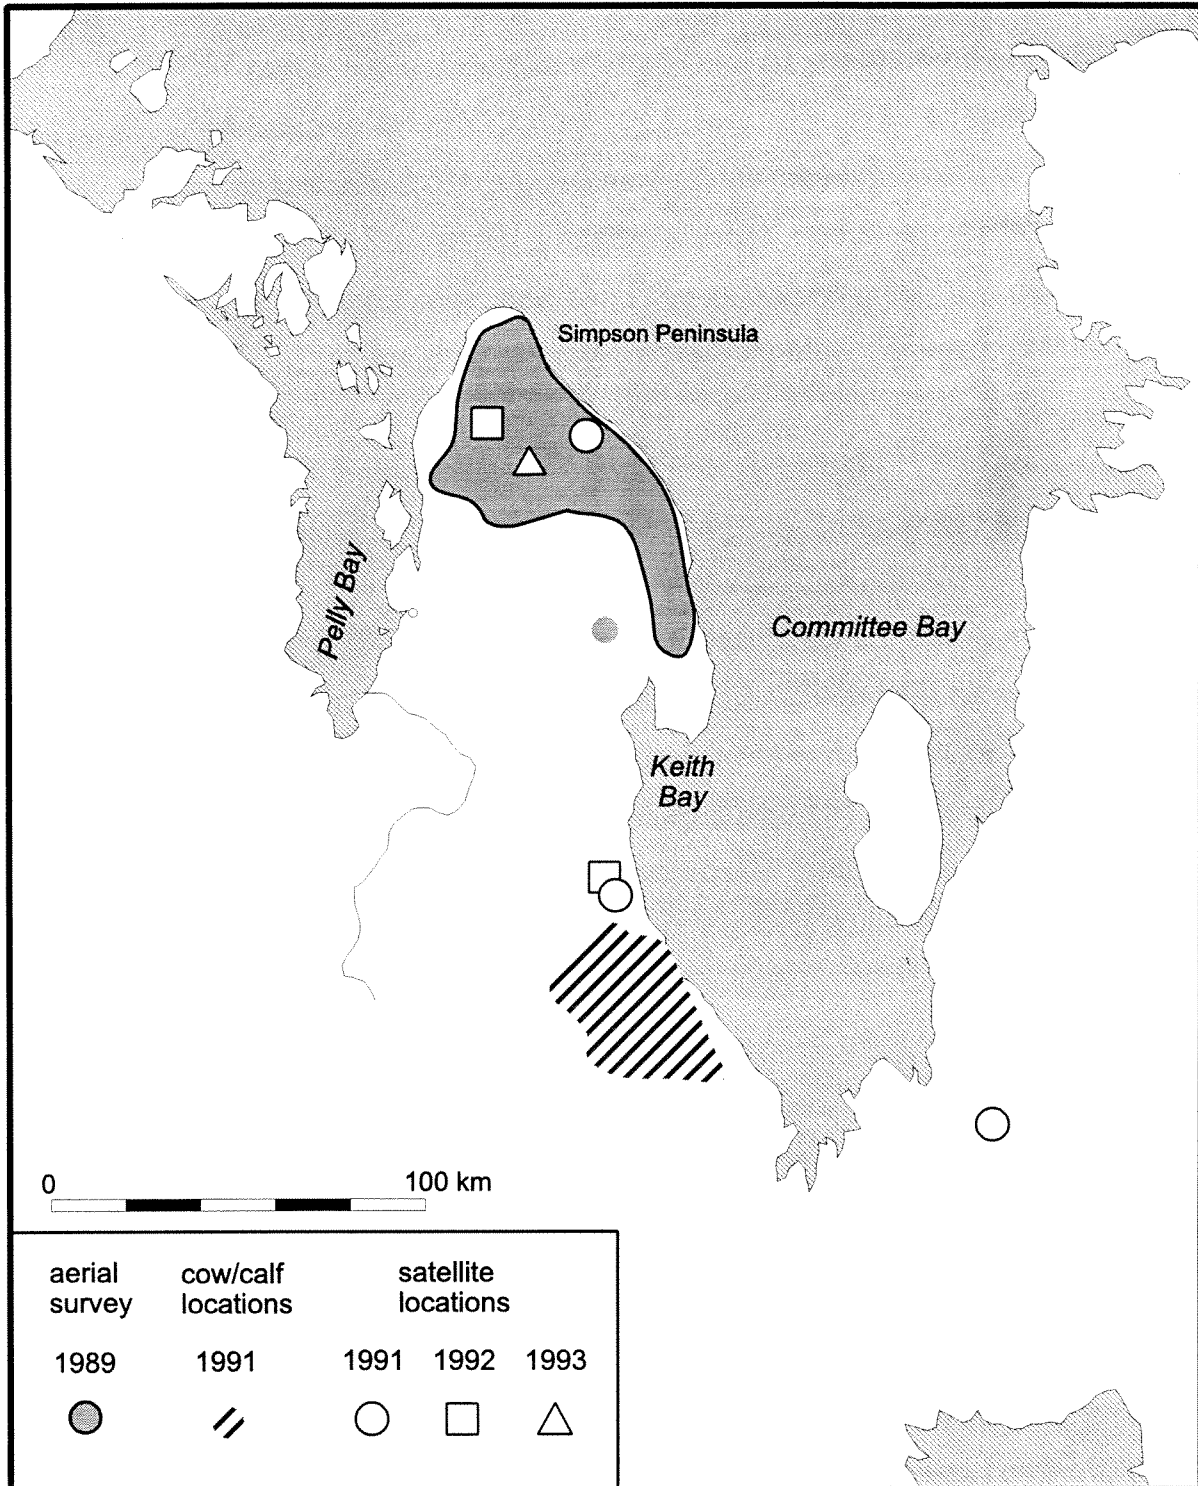 Simpson Peninsula
Pelly Bay
Committee Bay
Keith
Bay
0 100 km
aerial
survey
cow/calf
locations
satellite
locations
1989 1991 1991 1992 1993